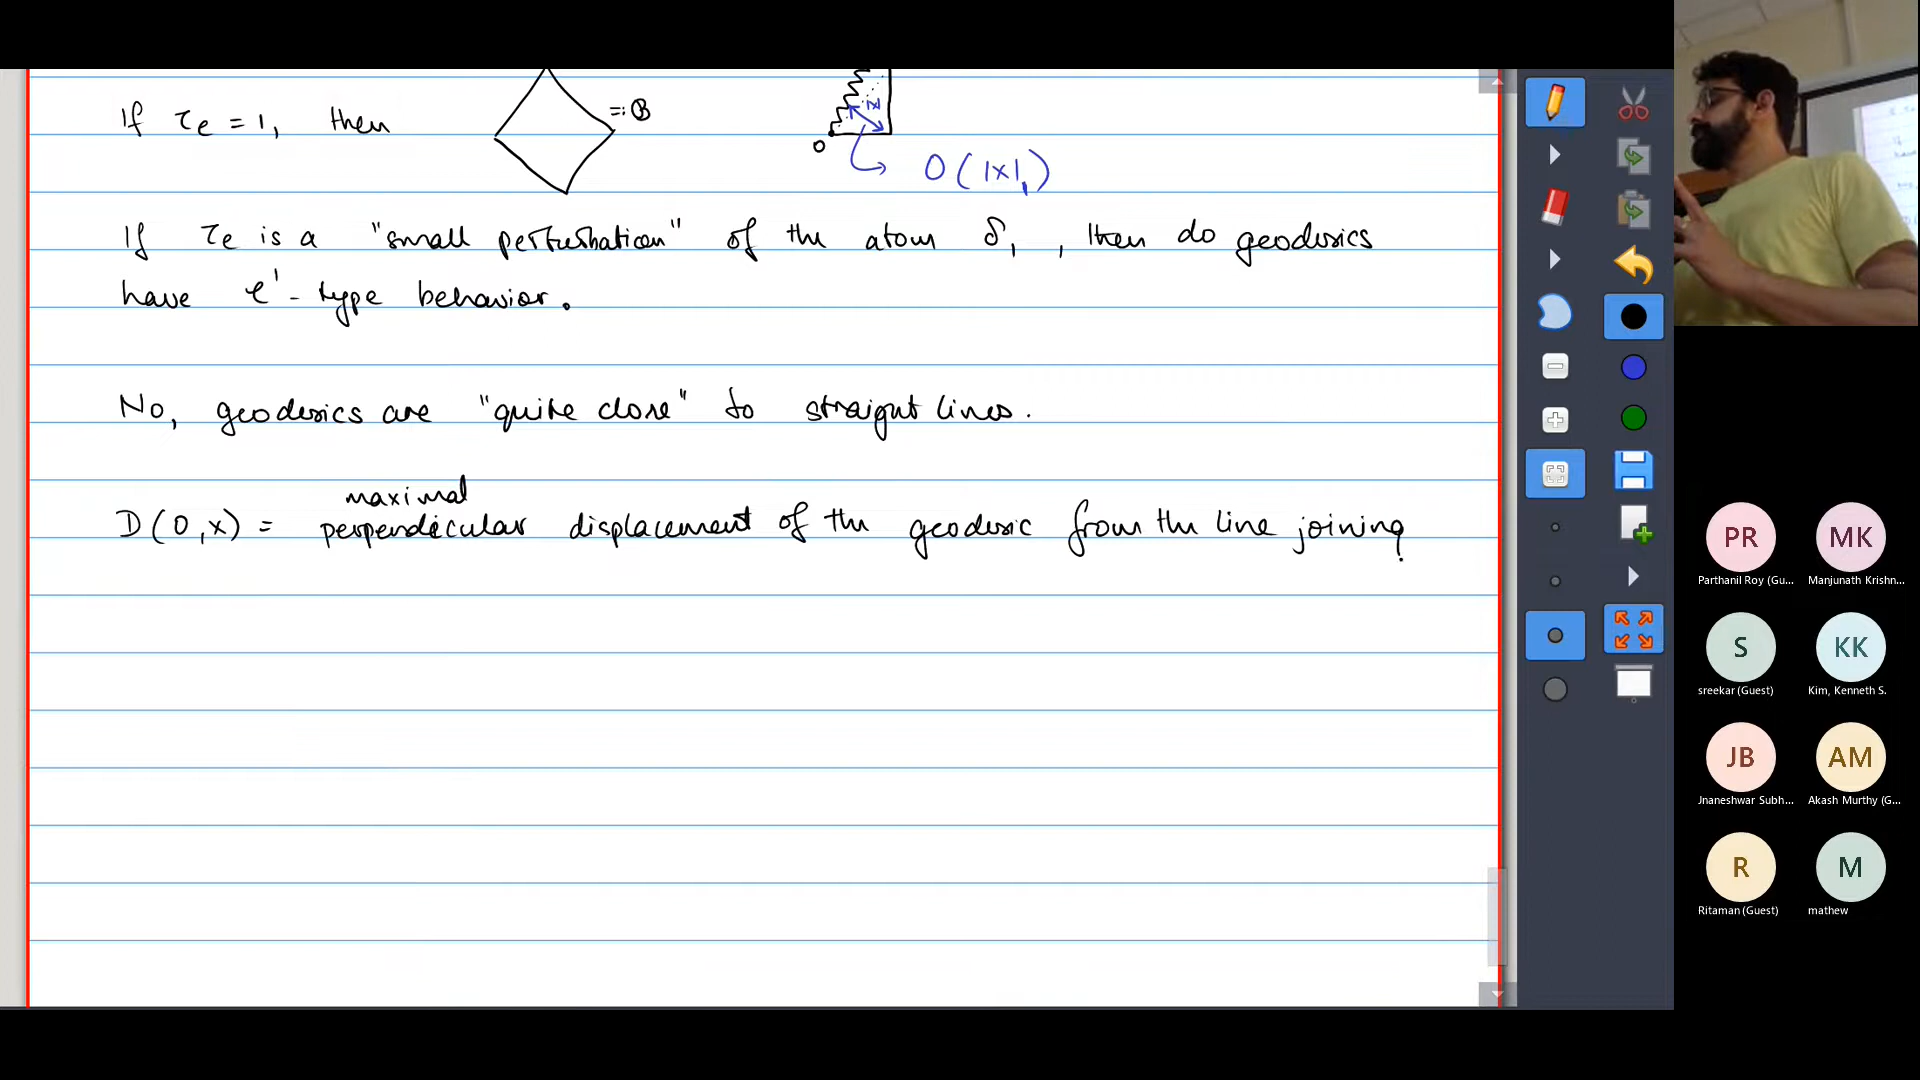 If τe = 1, then
=: B
|x|
0
O(|x|₁)
If τe is a "small perturbation" of the atom δ₁, then do geodesics
have ℓ¹-type behavior.
No, geodesics are "quite close" to straight lines.
maximal
D(0,x) = perpendicular displacement of the geodesic from the line joining
PR
MK
Parthanil Roy (Gu...
Manjunath Krishn...
S
KK
sreekar (Guest)
Kim, Kenneth S.
JB
AM
Jnaneshwar Subh...
Akash Murthy (G...
R
M
Ritaman (Guest)
mathew